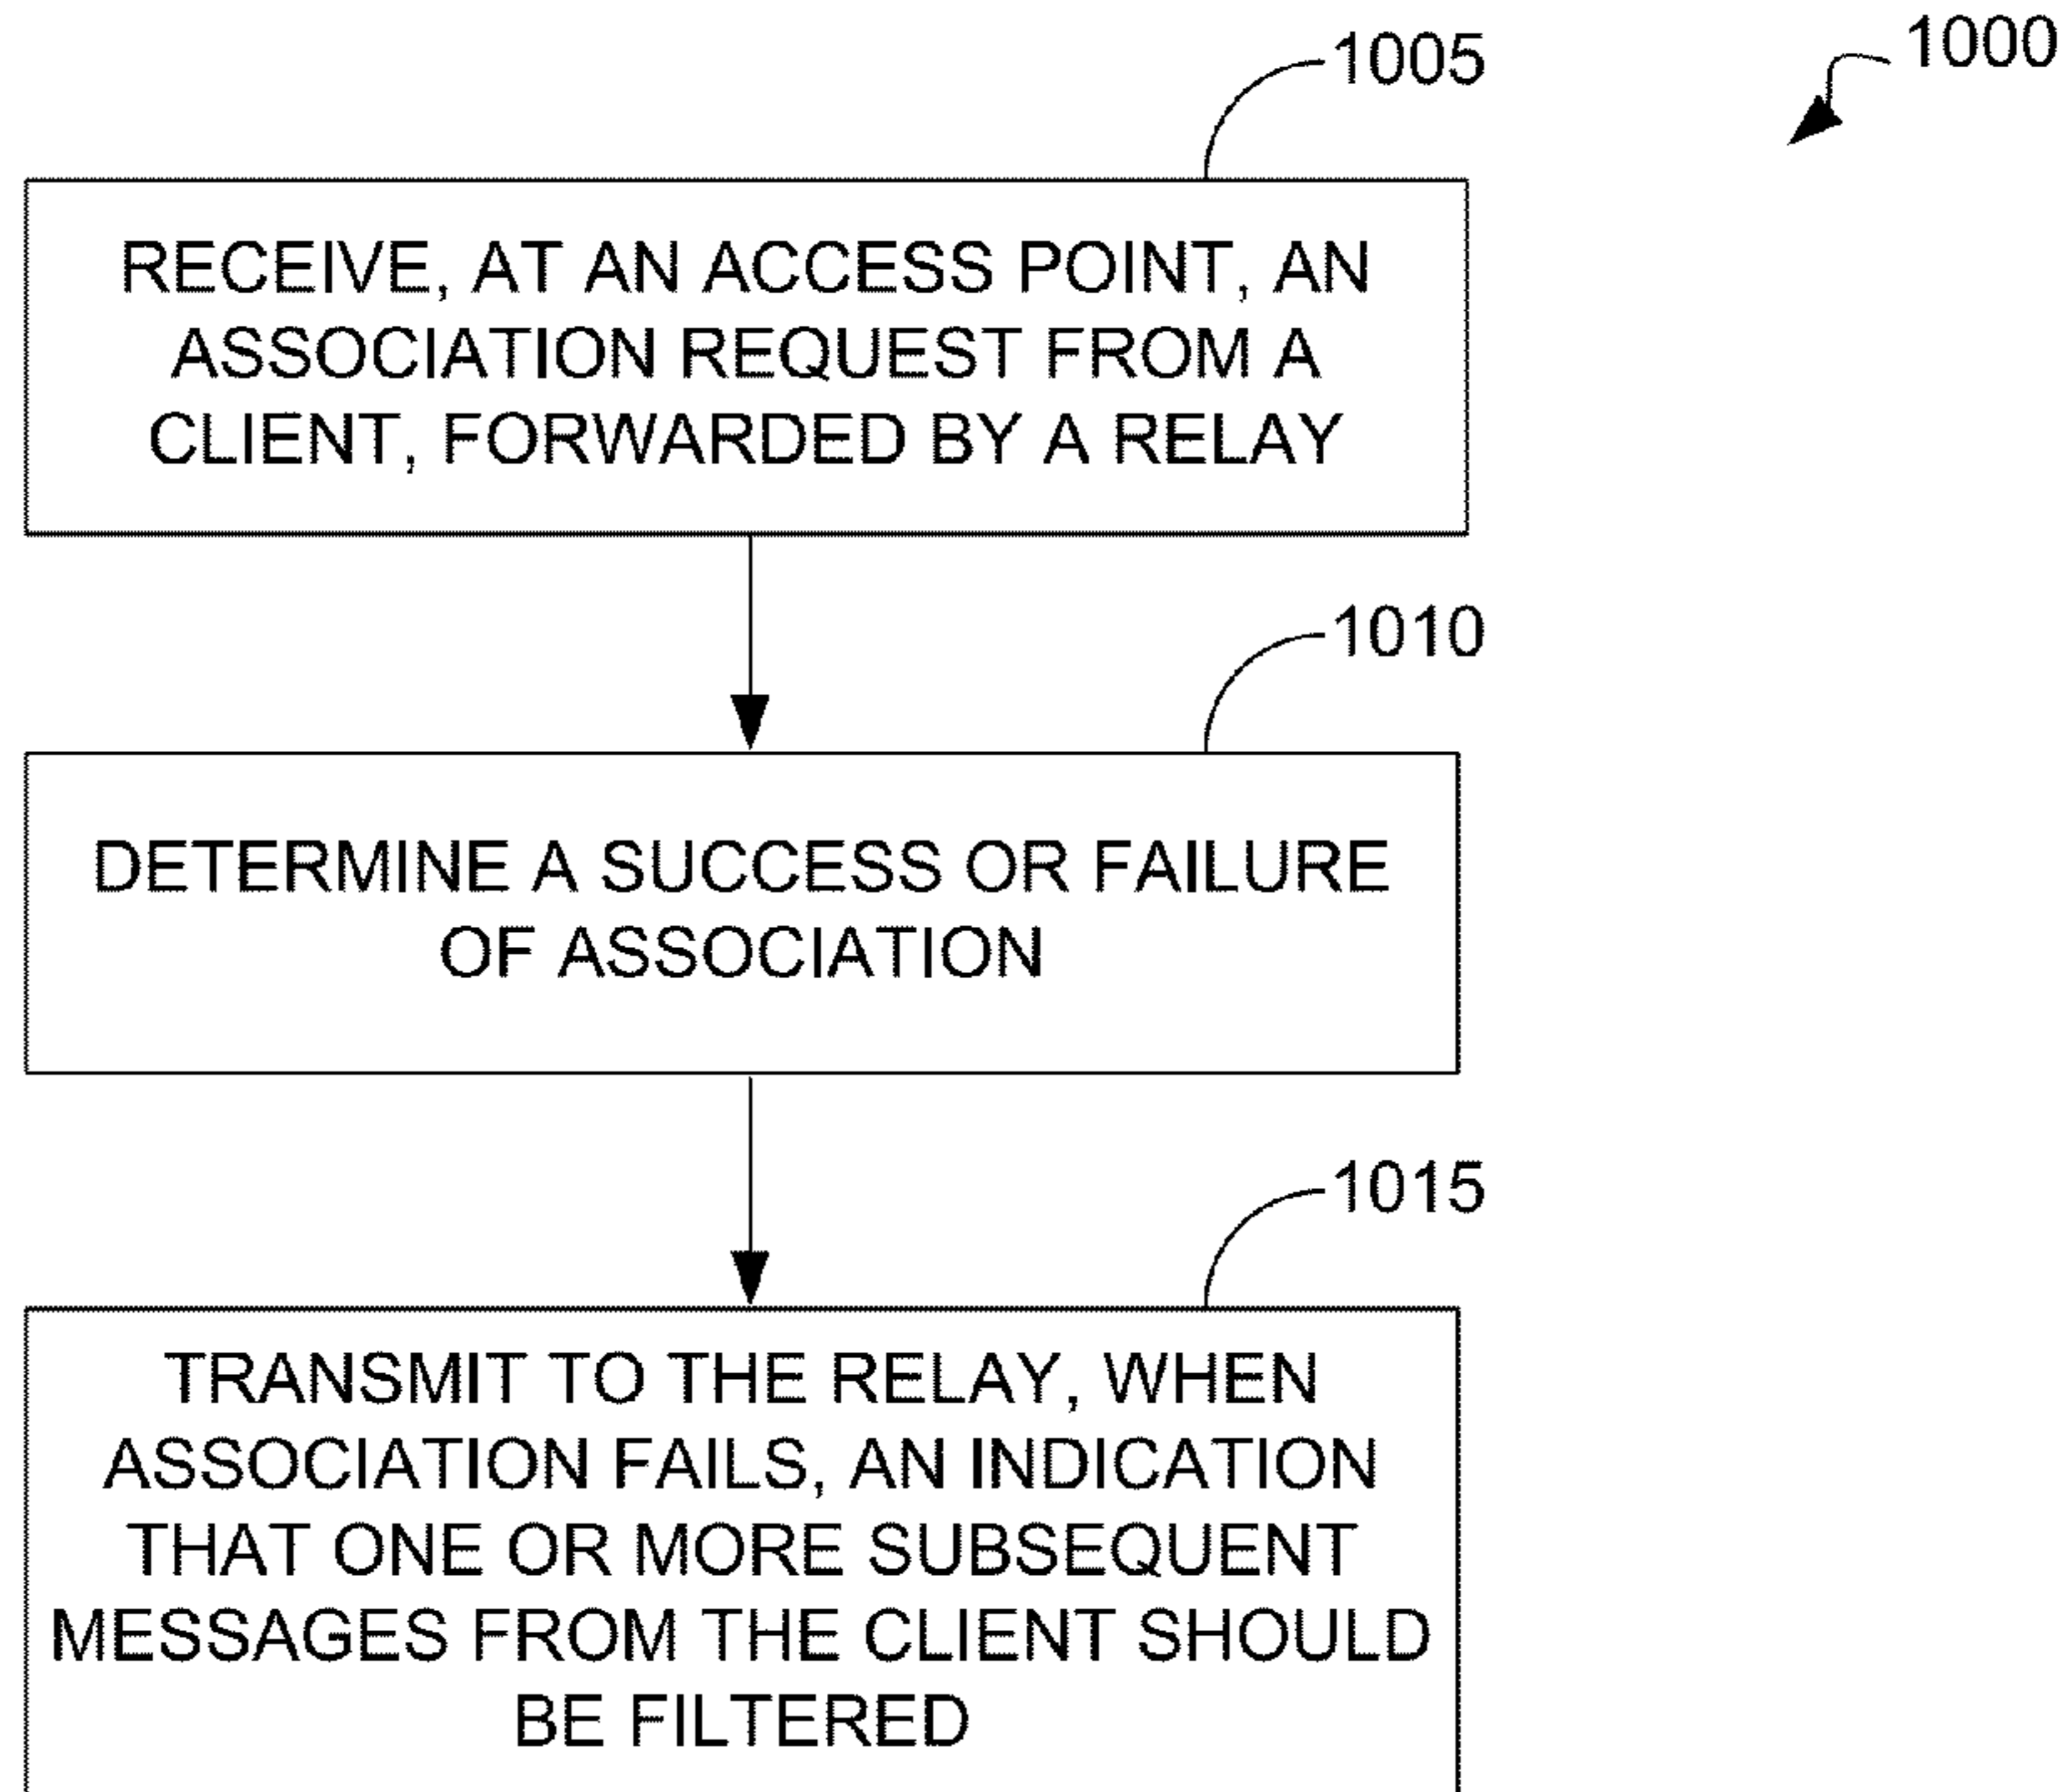 1000
1005
RECEIVE, AT AN ACCESS POINT, AN
ASSOCIATION REQUEST FROM A
CLIENT, FORWARDED BY A RELAY
1010
DETERMINE A SUCCESS OR FAILURE
OF ASSOCIATION
1015
TRANSMIT TO THE RELAY, WHEN
ASSOCIATION FAILS, AN INDICATION
THAT ONE OR MORE SUBSEQUENT
MESSAGES FROM THE CLIENT SHOULD
BE FILTERED